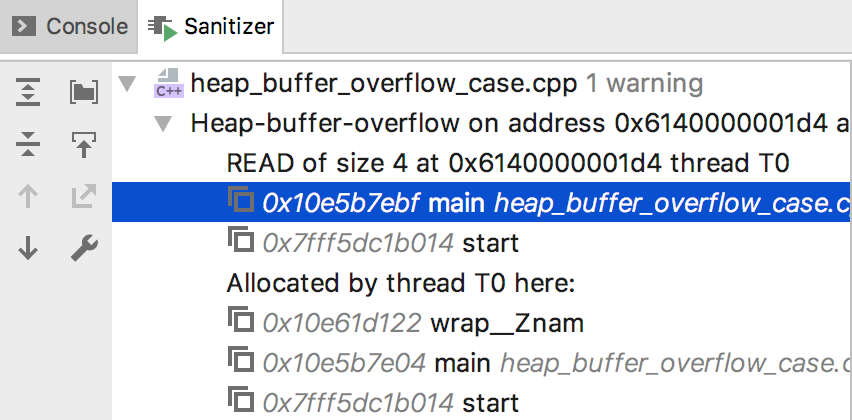 Console Sanitizer
heap_buffer_overflow_case.cpp 1 warning
C++
Heap-buffer-overflow on address 0x6140000001d4 a
READ of size 4 at 0x6140000001d4 thread T0
0x10e5b7ebf main heap_buffer_overflow_case.c
0x7fff5dc1b014 start
Allocated by thread T0 here:
0x10e61d122 wrap__Znam
0x10e5b7e04 main heap_buffer_overflow_case.c
0x7fff5dc1b014 start